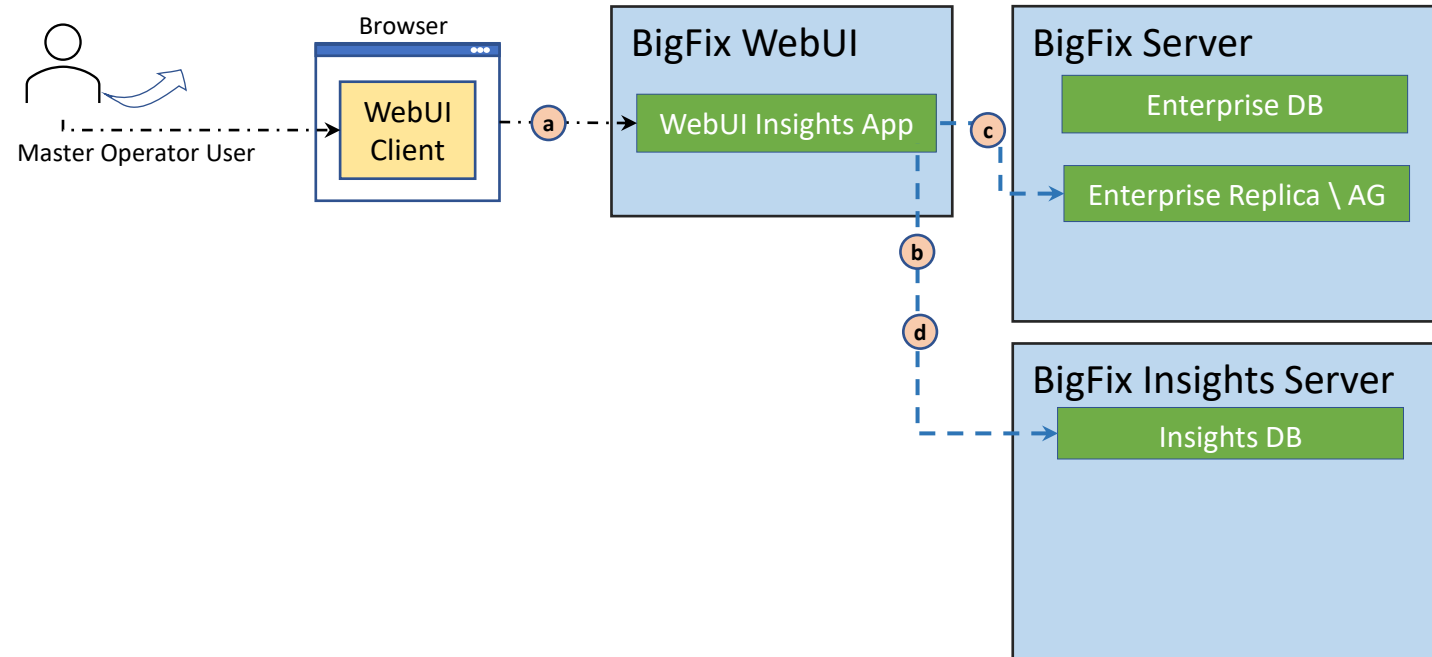 Browser
BigFix WebUI
BigFix Server
WebUI
Client
Master Operator User
a
WebUI Insights App
c
Enterprise DB
Enterprise Replica \ AG
b
d
BigFix Insights Server
Insights DB